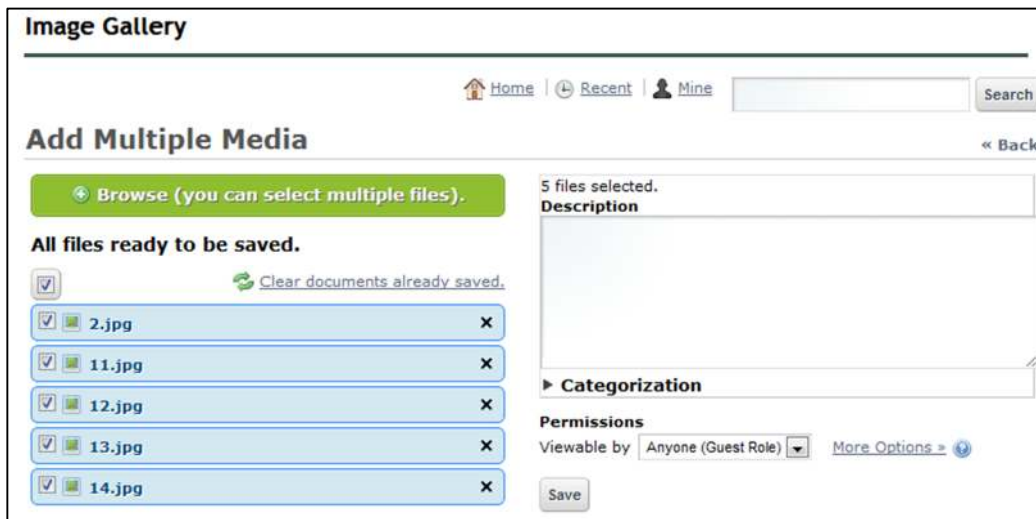 Image Gallery
Home Recent Mine Search
Add Multiple Media
« Back
Browse (you can select multiple files).
All files ready to be saved.
Clear documents already saved.
2.jpg
11.jpg
12.jpg
13.jpg
14.jpg
5 files selected.
Description
Categorization
Permissions
Viewable by Anyone (Guest Role) More Options »
Save